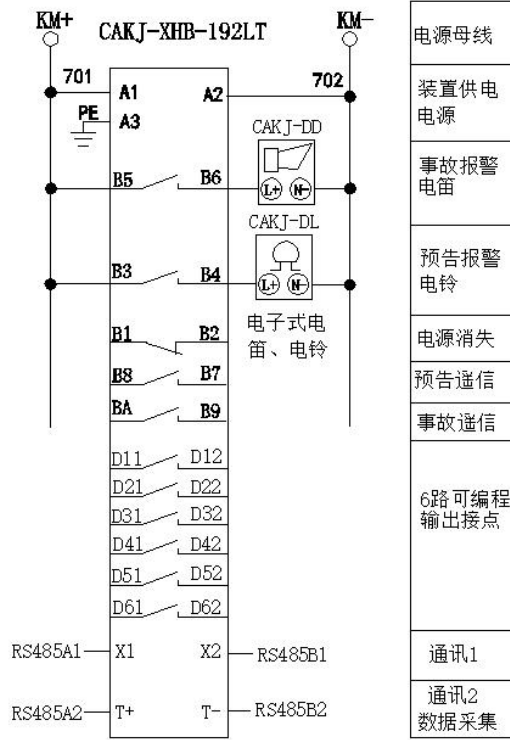 KM+
CAKJ-XHB-192LT
KM-
电源母线
701
702
A1
A2
装置供电
电源
PE
A3
CAKJ-DD
事故报警
电笛
B5
B6
L+
N-
CAKJ-DL
预告报警
电铃
B3
B4
L+
N-
电子式电
笛、电铃
B1
B2
电源消失
B8
B7
预告遥信
BA
B9
事故遥信
D11
D12
D21
D22
6路可编程
输出接点
D31
D32
D41
D42
D51
D52
D61
D62
RS485A1
X1
X2
RS485B1
通讯1
RS485A2
T+
T-
RS485B2
通讯2
数据采集